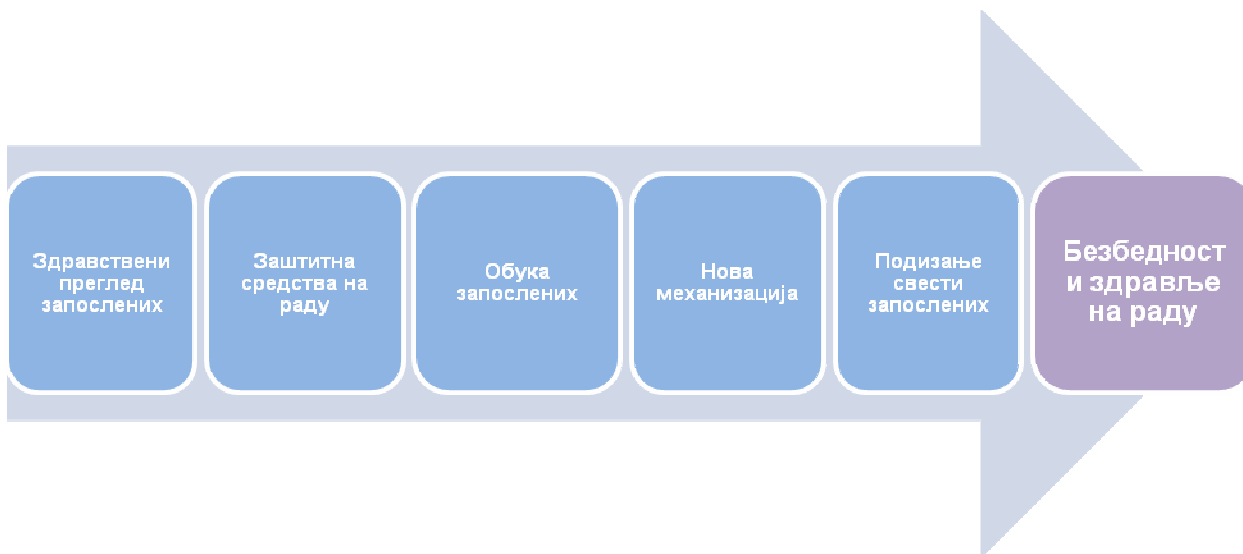 Здравствени
преглед
запослених
Заштитна
средства на
раду
Обука
запослених
Нова
механизација
Подизање
свести
запослених
Безбедност
и здравље
на раду